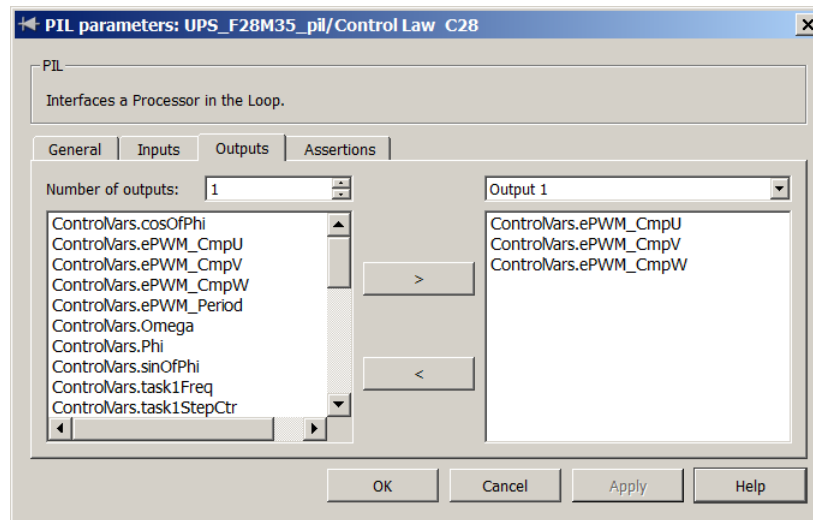 PIL parameters: UPS_F28M35_pil/Control Law C28
PIL
Interfaces a Processor in the Loop.
General
Inputs
Outputs
Assertions
Number of outputs:
1
Output 1
ControlVars.cosOfPhi
ControlVars.ePWM_CmpU
ControlVars.ePWM_CmpV
ControlVars.ePWM_CmpW
ControlVars.ePWM_Period
ControlVars.Omega
ControlVars.Phi
ControlVars.sinOfPhi
ControlVars.task1Freq
ControlVars.task1StepCtr
>
<
ControlVars.ePWM_CmpU
ControlVars.ePWM_CmpV
ControlVars.ePWM_CmpW
OK
Cancel
Apply
Help